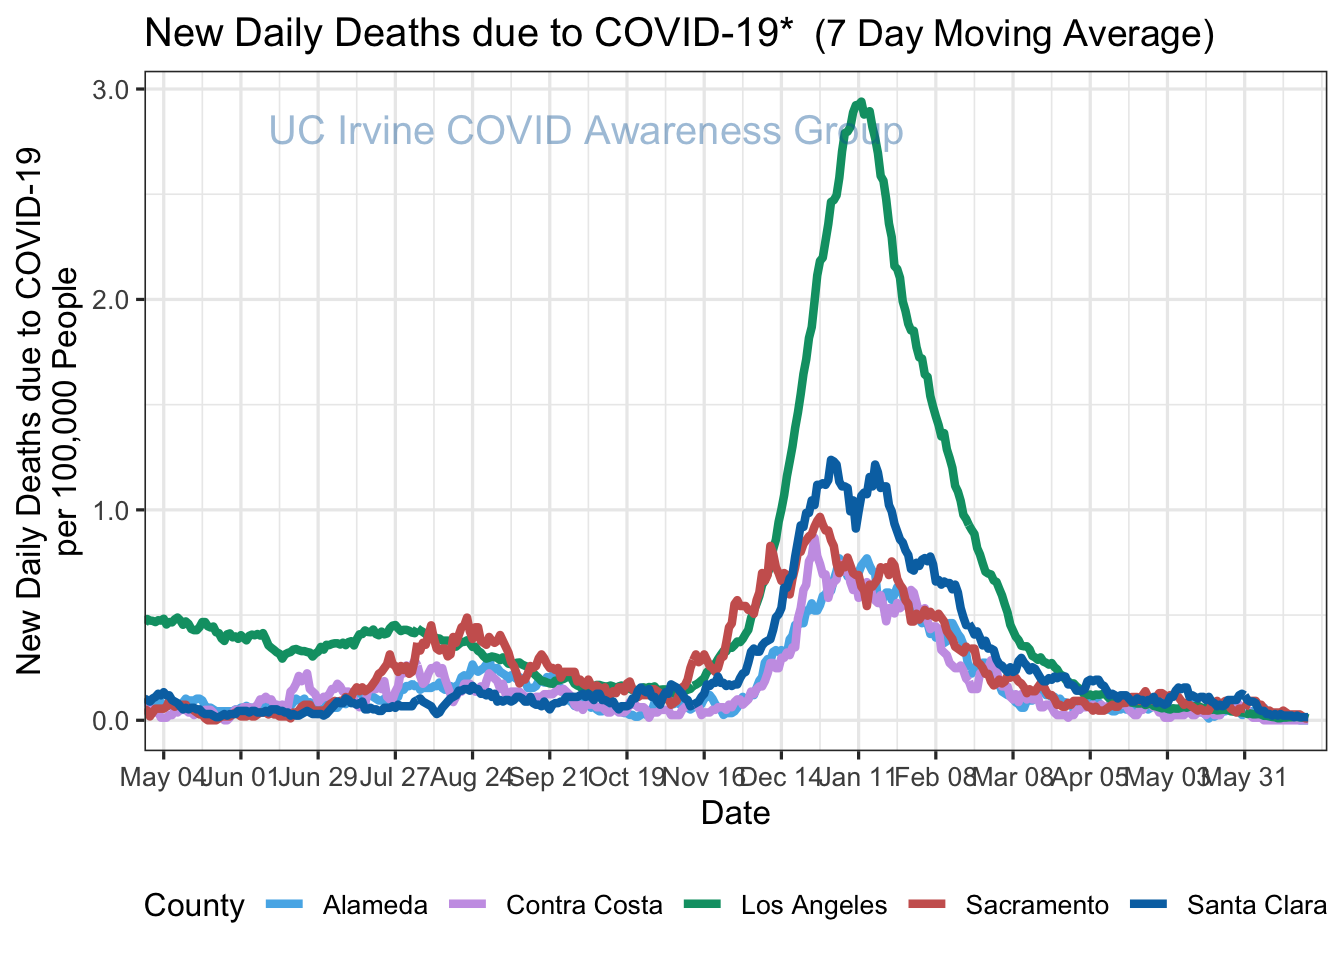 New Daily Deaths due to COVID-19* (7 Day Moving Average)
UC Irvine COVID Awareness Group
New Daily Deaths due to COVID-19
per 100,000 People
3.0
2.0
1.0
0.0
May 04 Jun 01 Jun 29 Jul 27 Aug 24 Sep 21 Oct 19 Nov 16 Dec 14 Jan 11 Feb 08 Mar 08 Apr 05 May 03 May 31
Date
County Alameda Contra Costa Los Angeles Sacramento Santa Clara